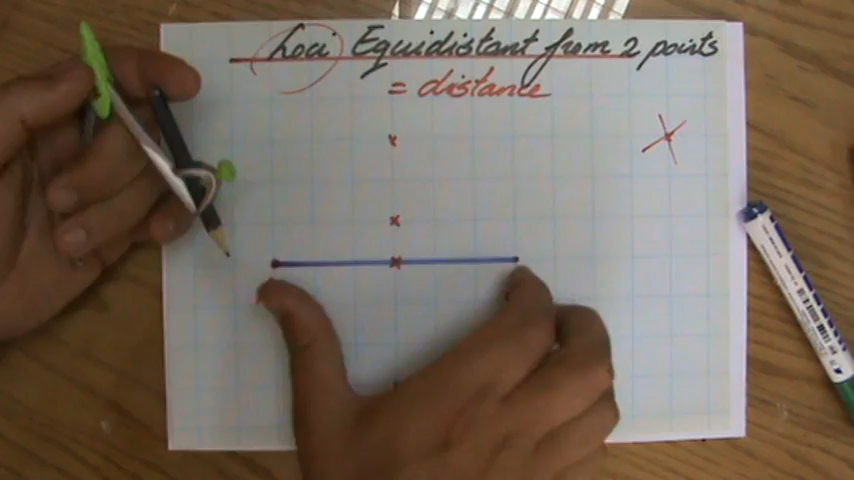 Loci Equidistant from 2 points
= distance